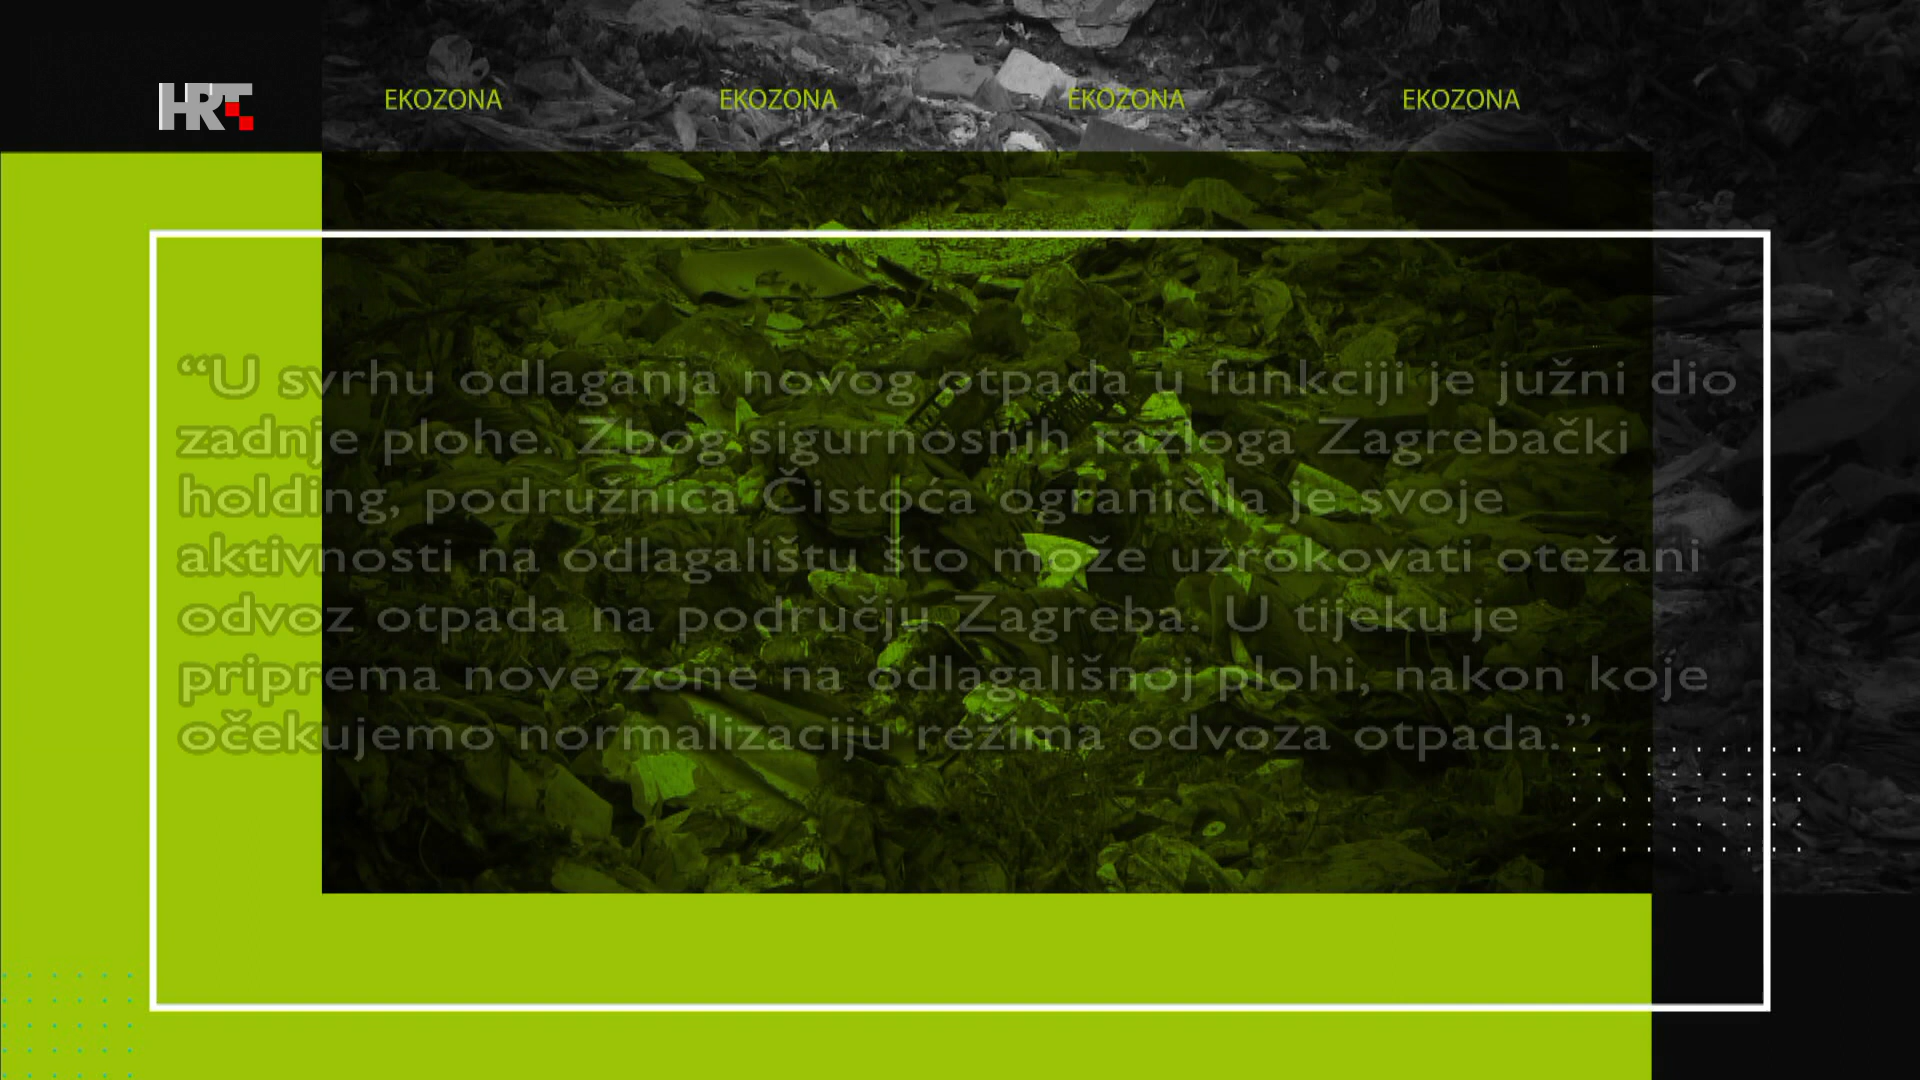 HRT
EKOZONA EKOZONA EKOZONA EKOZONA
“U svrhu odlaganja novog otpada u funkciji je južni dio
zadnje plohe. Zbog sigurnosnih razloga Zagrebački
holding, podružnica Čistoća ograničila je svoje
aktivnosti na odlagalištu što može uzrokovati otežani
odvoz otpada na području Zagreba. U tijeku je
priprema nove zone na odlagališnoj plohi, nakon koje
očekujemo normalizaciju režima odvoza otpada.”